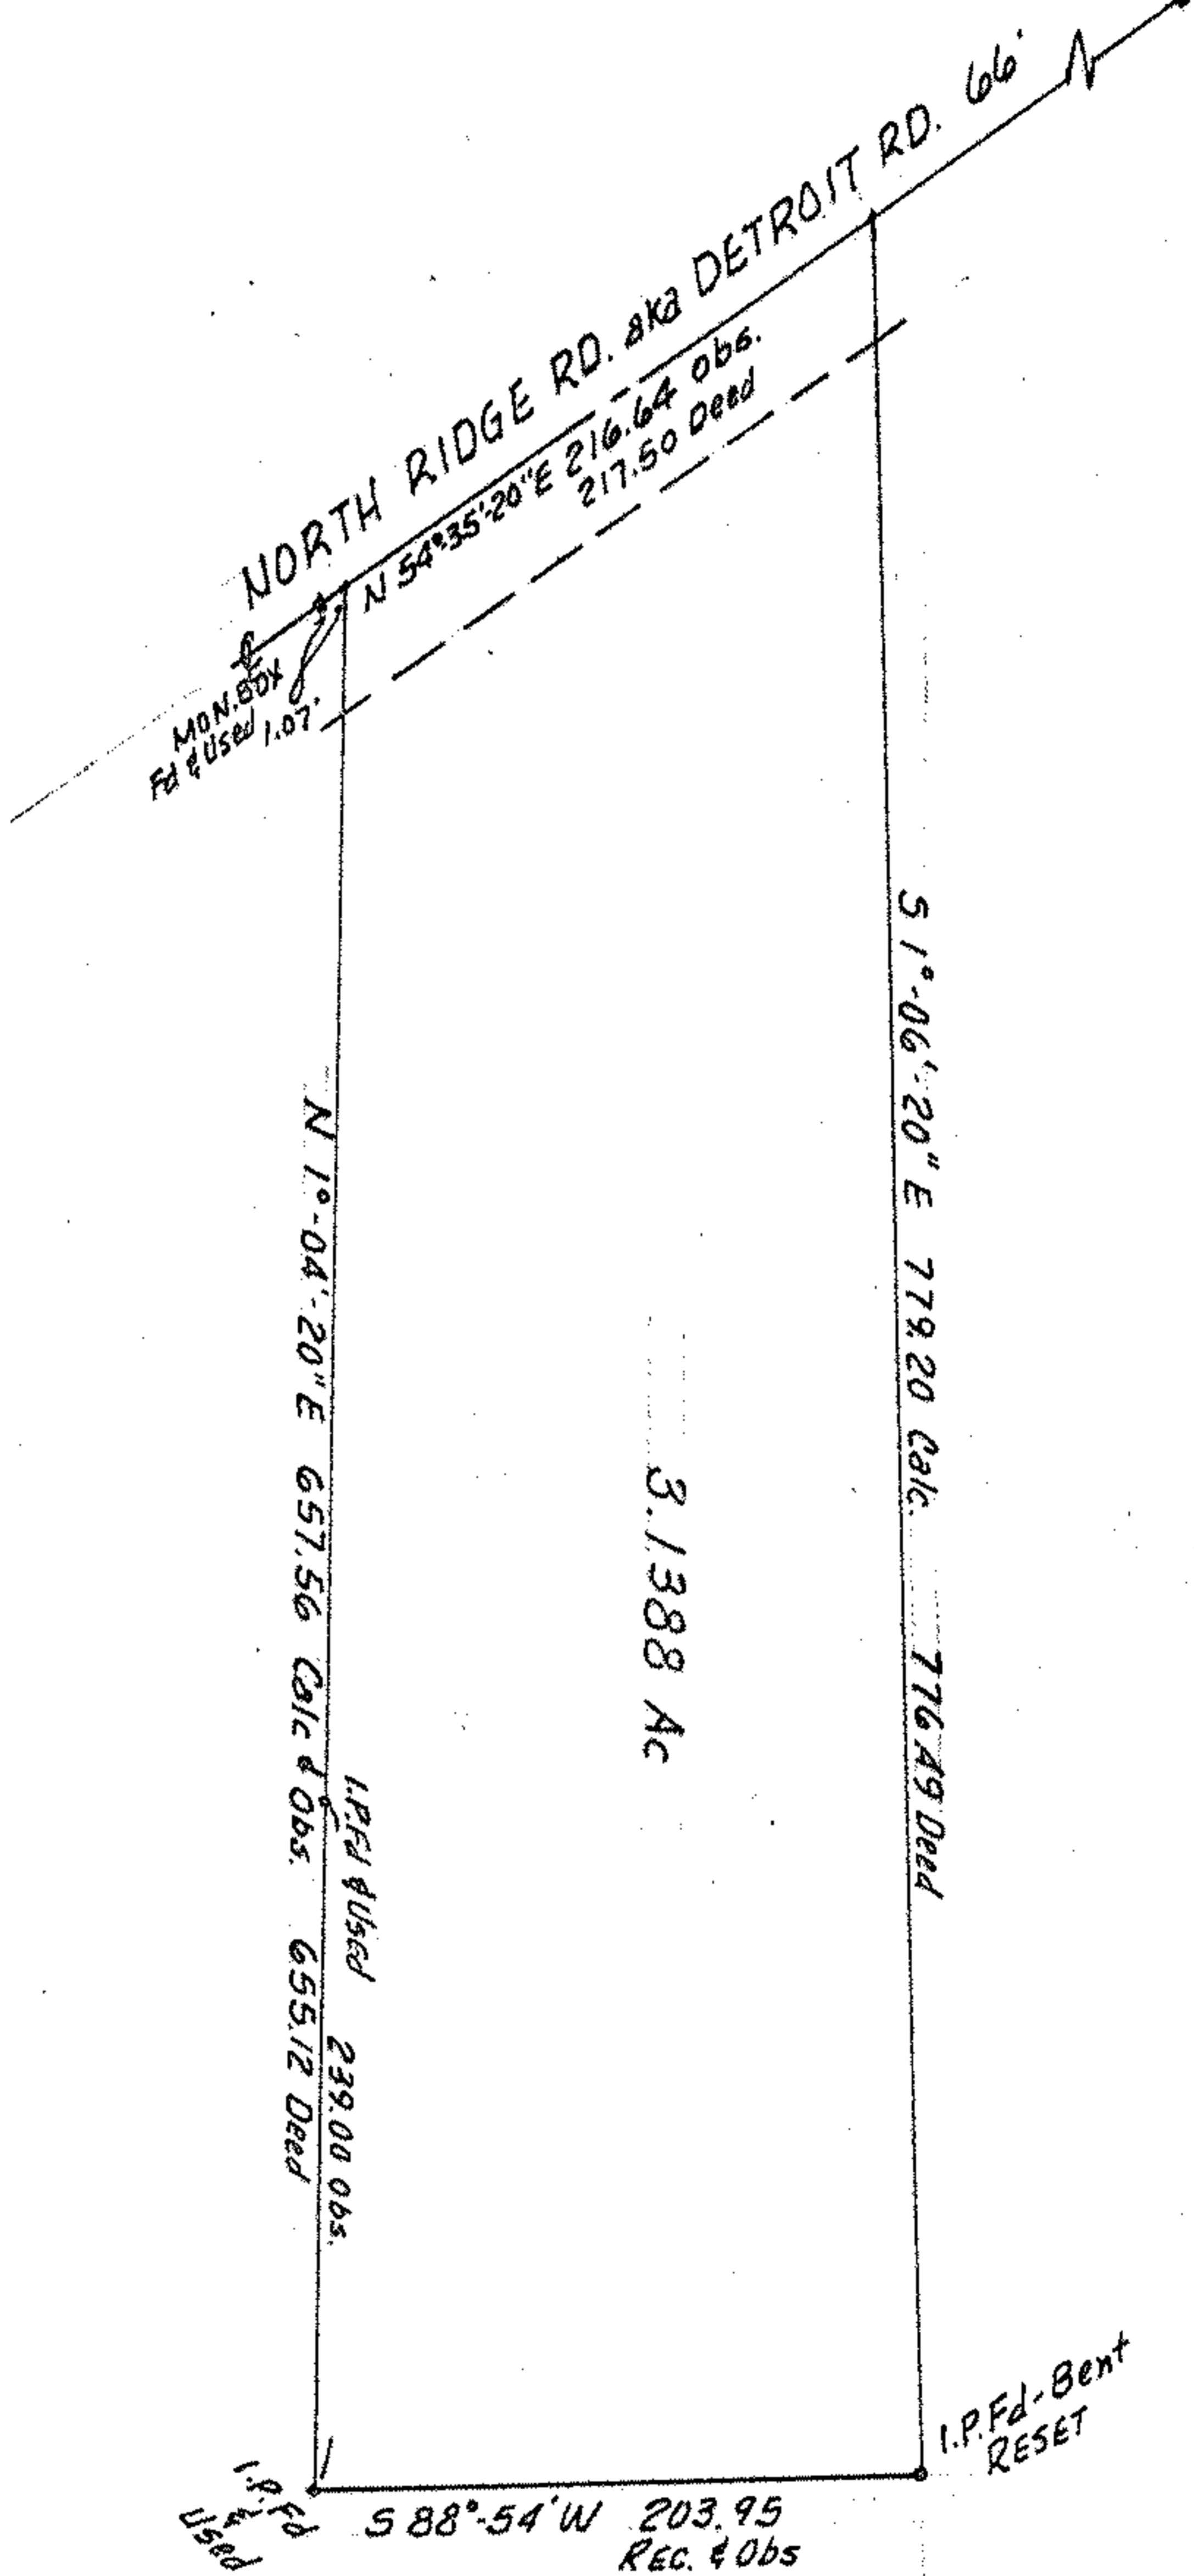 NORTH RIDGE RD. aka DETROIT RD. 66'
N 54°-35'-20"E 216.64 Obs.
217.50 Deed
MON. BOX
Fd & Used
1.07'
S 1°-06'-20" E 779.20 Calc. 776.49 Deed
N 1°-04'-20" E 657.56 Calc & Obs. 655.12 Deed
3.1388 Ac
I.P. Fd & Used
239.00 Obs.
I.P. Fd
&
Used
S 88°-54' W 203.95
REC. & Obs
I.P. Fd - Bent
RESET